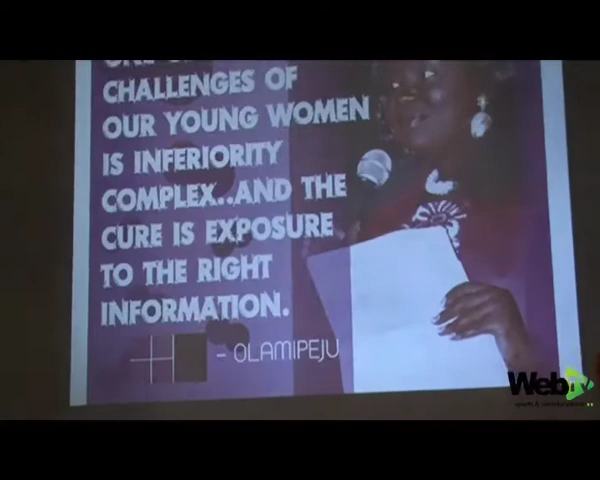 CHALLENGES OF
OUR YOUNG WOMEN
IS INFERIORITY
COMPLEX..AND THE
CURE IS EXPOSURE
TO THE RIGHT
INFORMATION.
- OLAMIPEJU
WebTV